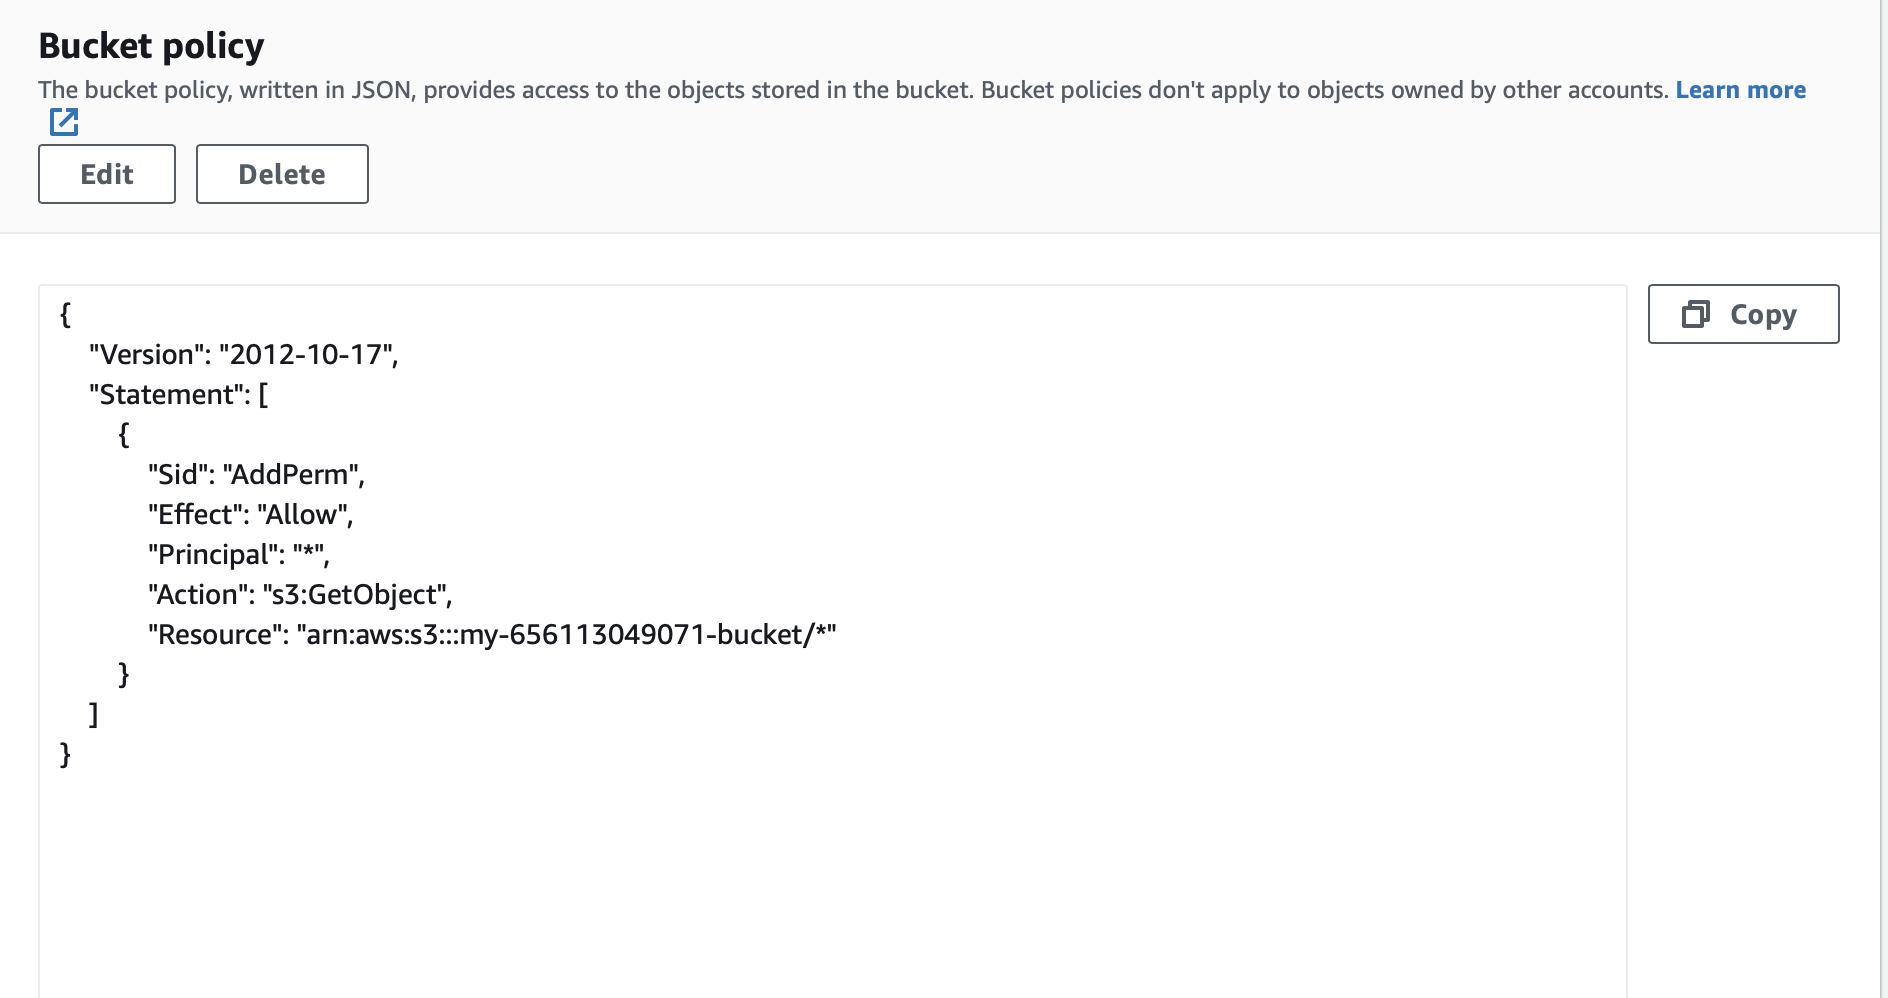 Bucket policy
The bucket policy, written in JSON, provides access to the objects stored in the bucket. Bucket policies don't apply to objects owned by other accounts. Learn more
Edit Delete
{
"Version": "2012-10-17",
"Statement": [
{
"Sid": "AddPerm",
"Effect": "Allow",
"Principal": "*",
"Action": "s3:GetObject",
"Resource": "arn:aws:s3:::my-656113049071-bucket/*"
}
]
}
Copy